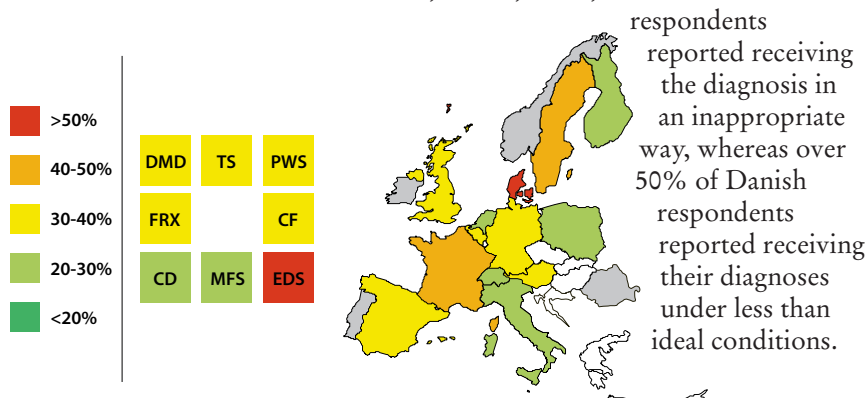 respondents
reported receiving
the diagnosis in
an inappropriate
way, whereas over
50% of Danish
respondents
reported receiving
their diagnoses
under less than
ideal conditions.
>50%
40-50%
30-40%
20-30%
<20%
DMD TS PWS
FRX CF
CD MFS EDS